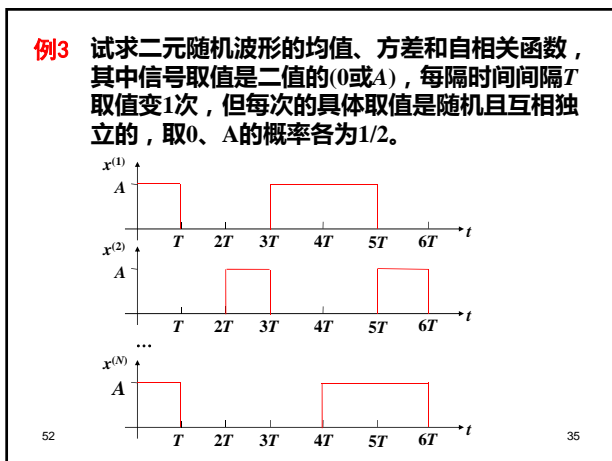 例3 试求二元随机波形的均值、方差和自相关函数，
其中信号取值是二值的(0或A)，每隔时间间隔T
取值变1次，但每次的具体取值是随机且互相独
立的，取0、A的概率各为1/2。
x(1)
A
T 2T 3T 4T 5T 6T t
x(2)
A
T 2T 3T 4T 5T 6T t
...
x(N)
A
T 2T 3T 4T 5T 6T t
52 35